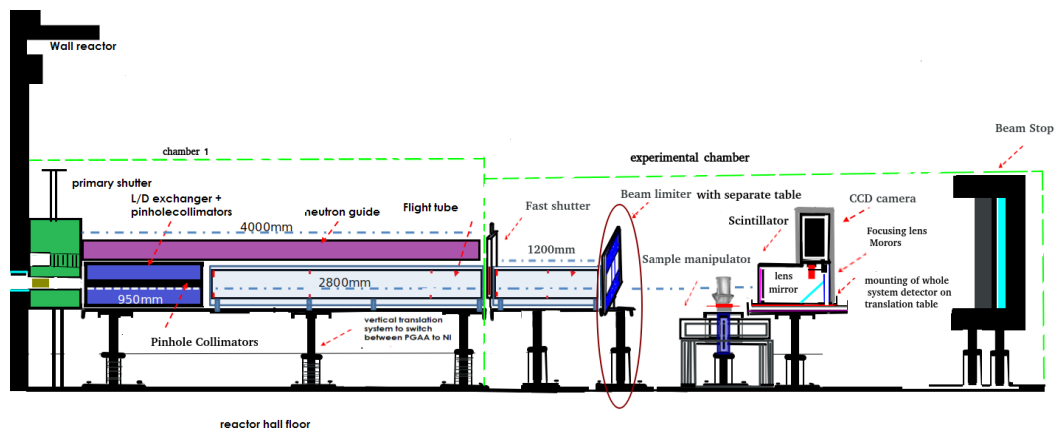 Wall reactor
Beam Stop
chamber 1
experimental chamber
primary shutter
L/D exchanger +
pinholecollimators
neutron guide
Flight tube
4000mm
Fast shutter
Beam limiter with separate table
CCD camera
Scintillator
Focusing lens
Morors
1200mm
Sample manipulator
lens
mirror
mounting of whole
system detector on
translation table
2800mm
950mm
Pinhole Collimators
vertical translation
system to switch
between PGAA to NI
reactor hall floor